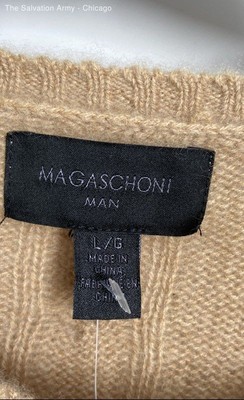 The Salvation Army - Chicago
MAGASCHONI
MAN
L/G
MADE IN
CHINA